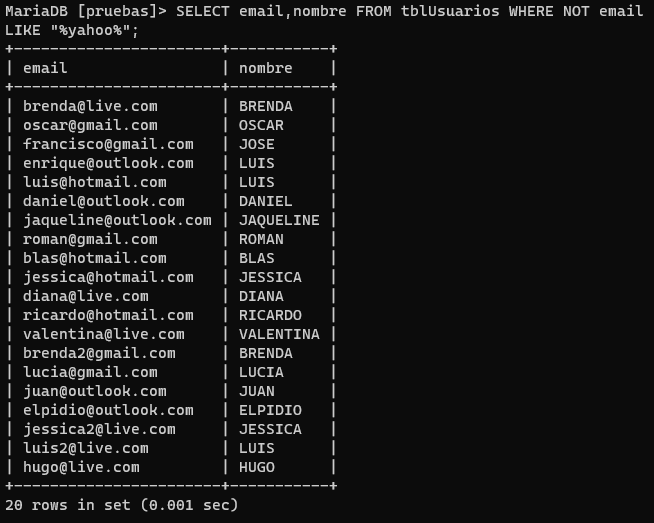 MariaDB [pruebas]> SELECT email,nombre FROM tblUsuarios WHERE NOT email
LIKE "%yahoo%";
+-----------------------+-----------+
| email                 | nombre    |
+-----------------------+-----------+
| brenda@live.com       | BRENDA    |
| oscar@gmail.com       | OSCAR     |
| francisco@gmail.com   | JOSE      |
| enrique@outlook.com   | LUIS      |
| luis@hotmail.com      | LUIS      |
| daniel@outlook.com    | DANIEL    |
| jaqueline@outlook.com | JAQUELINE |
| roman@gmail.com       | ROMAN     |
| blas@hotmail.com      | BLAS      |
| jessica@hotmail.com   | JESSICA   |
| diana@live.com        | DIANA     |
| ricardo@hotmail.com   | RICARDO   |
| valentina@live.com    | VALENTINA |
| brenda2@gmail.com     | BRENDA    |
| lucia@gmail.com       | LUCIA     |
| juan@outlook.com      | JUAN      |
| elpidio@outlook.com   | ELPIDIO   |
| jessica2@live.com     | JESSICA   |
| luis2@live.com        | LUIS      |
| hugo@live.com         | HUGO      |
+-----------------------+-----------+
20 rows in set (0.001 sec)